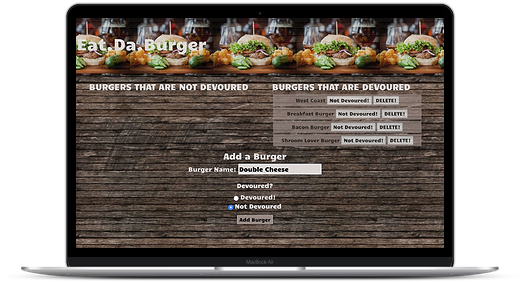 Eat.Da.Burger
BURGERS THAT ARE NOT DEVOURED
BURGERS THAT ARE DEVOURED
West Coast Not Devoured! DELETE!
Breakfast Burger Not Devoured! DELETE!
Bacon Burger Not Devoured! DELETE!
Shroom Lover Burger Not Devoured! DELETE!
Add a Burger
Burger Name: Double Cheese
Devoured?
Devoured!
Not Devoured
Add Burger
MacBook Air